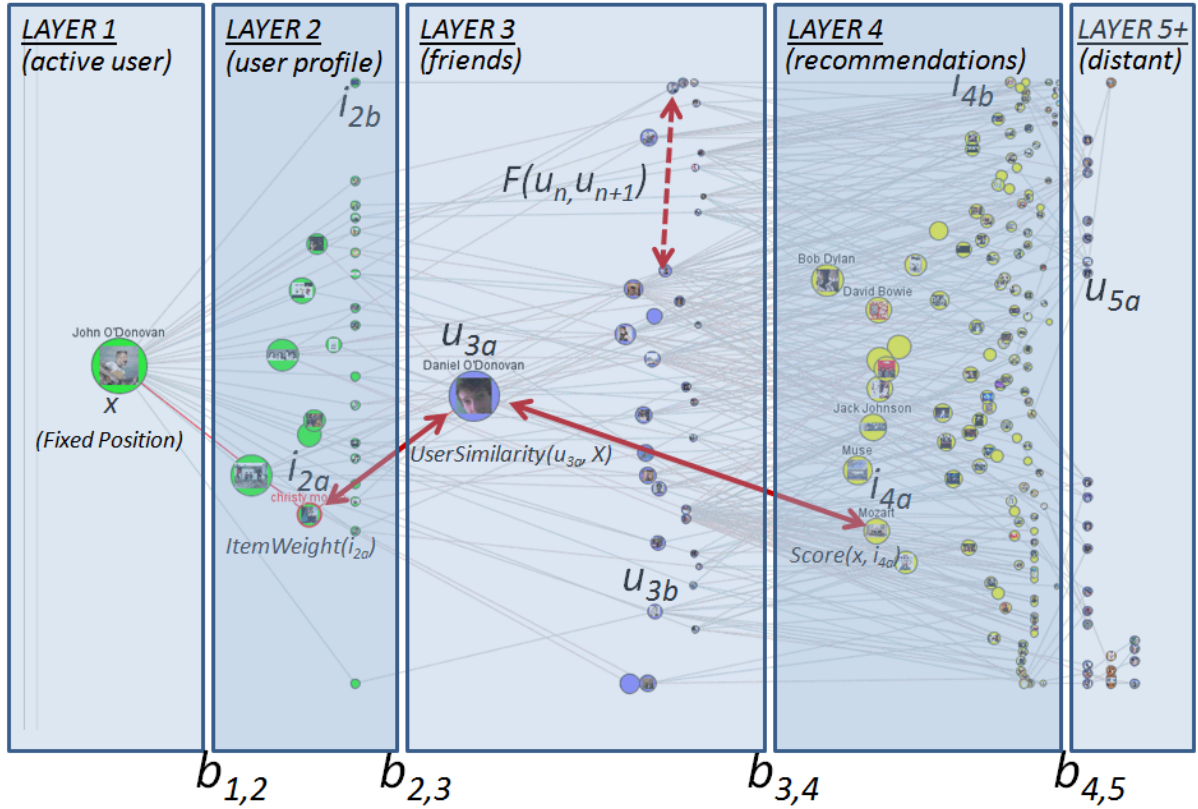 LAYER 1
(active user)
LAYER 2
(user profile)
LAYER 3
(friends)
LAYER 4
(recommendations)
LAYER 5+
(distant)
i2b
i4b
F(un, un+1)
Bob Dylan
David Bowie
u5a
John O'Donovan
x
(Fixed Position)
u3a
Daniel O'Donovan
UserSimilarity(u3a, X)
Jack Johnson
Muse
i2a
christy mo
ItemWeight(i2a)
i4a
Mozart
Score(x, i4a)
u3b
b1,2
b2,3
b3,4
b4,5